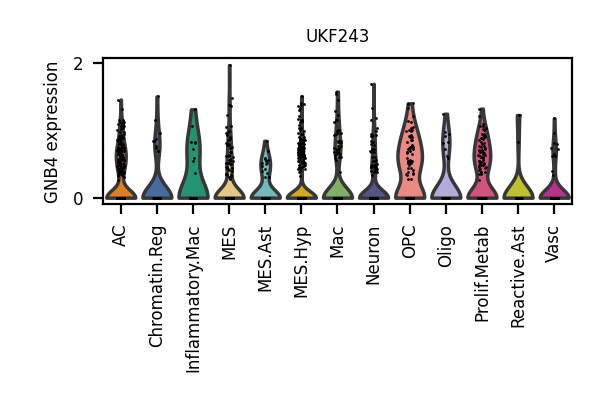 UKF243
GNB4 expression
2
0
AC
Chromatin.Reg
Inflammatory.Mac
MES
MES.Ast
MES.Hyp
Mac
Neuron
OPC
Oligo
Prolif.Metab
Reactive.Ast
Vasc